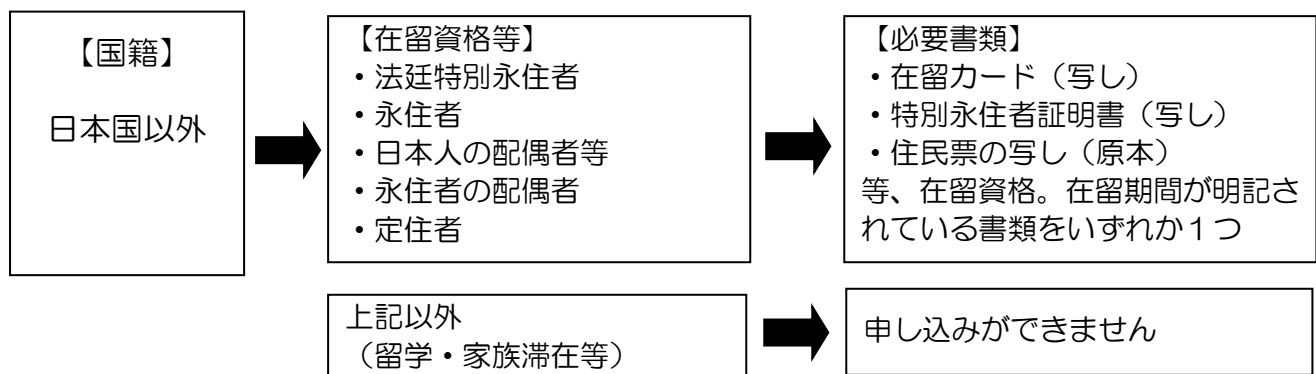 【国籍】
日本国以外
【在留資格等】
・法廷特別永住者
・永住者
・日本人の配偶者等
・永住者の配偶者
・定住者
【必要書類】
・在留カード（写し）
・特別永住者証明書（写し）
・住民票の写し（原本）
等、在留資格。在留期間が明記さ
れている書類をいずれか１つ
上記以外
（留学・家族滞在等）
申し込みができません